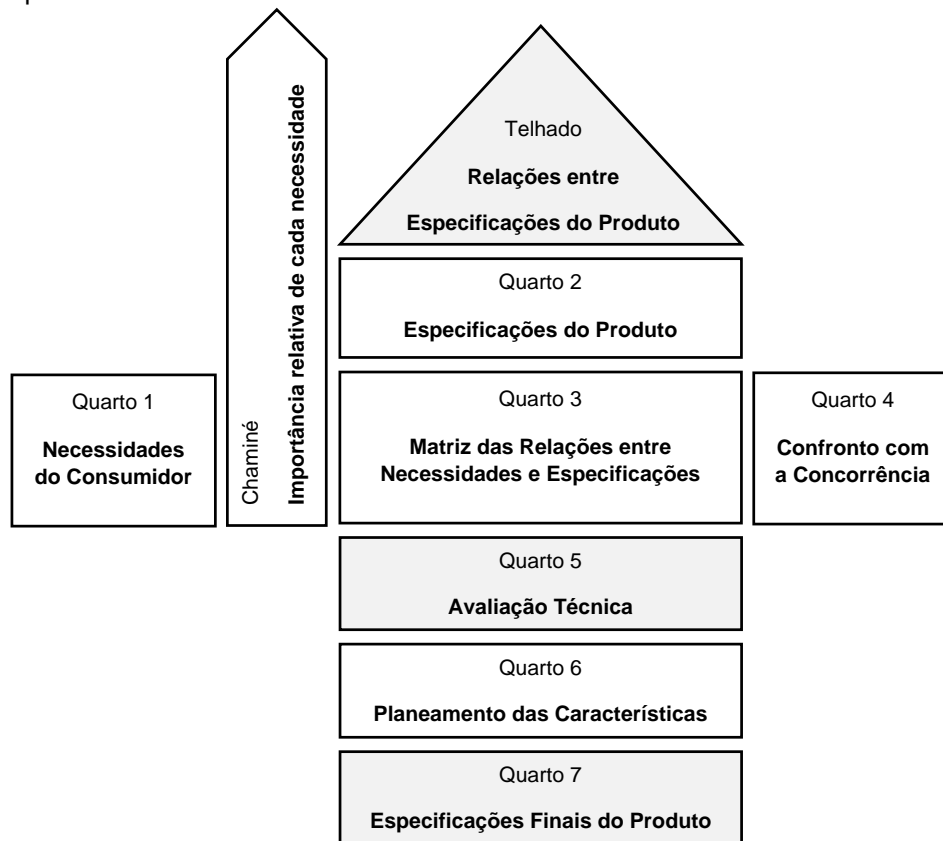 Telhado
Relações entre
Especificações do Produto
Chaminé
Importância relativa de cada necessidade
Quarto 2
Especificações do Produto
Quarto 1
Necessidades
do Consumidor
Quarto 3
Matriz das Relações entre
Necessidades e Especificações
Quarto 4
Confronto com
a Concorrência
Quarto 5
Avaliação Técnica
Quarto 6
Planeamento das Características
Quarto 7
Especificações Finais do Produto